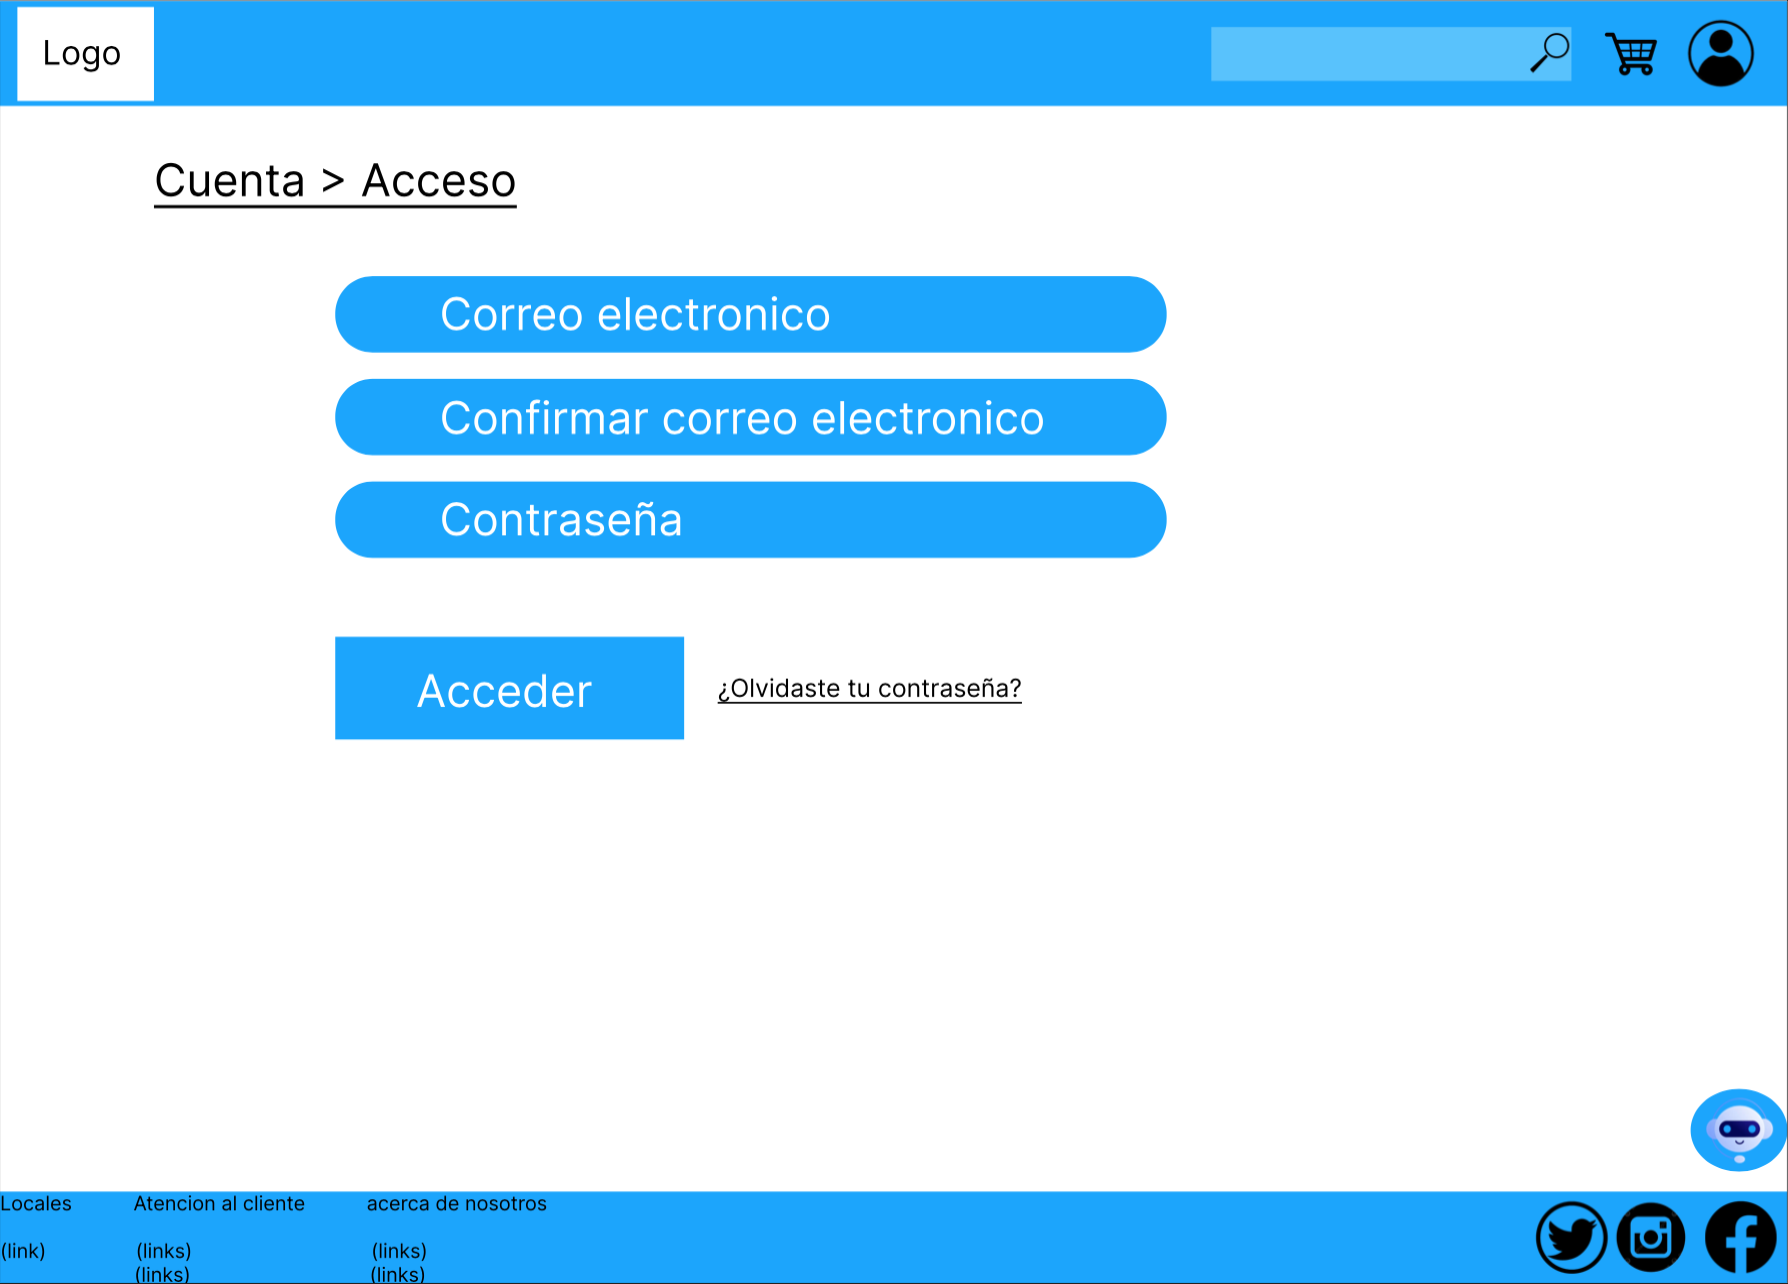 Logo
Cuenta > Acceso
Correo electronico
Confirmar correo electronico
Contraseña
Acceder
¿Olvidaste tu contraseña?
Locales Atencion al cliente acerca de nosotros
(link) (links) (links)
(links) (links)